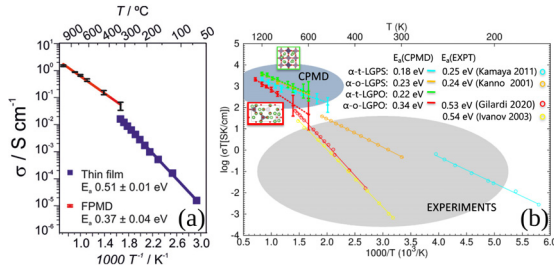 T / °C
900 600 400 300 200 100
10²
10¹
10⁰
10⁻¹
10⁻²
10⁻³
10⁻⁴
10⁻⁵
10⁻⁶
σ / S cm⁻¹
Thin film
Eₐ 0.51 ± 0.01 eV
FPMD
Eₐ 0.37 ± 0.04 eV
(a)
1.0 1.4 1.8 2.2 2.6 3.0
1000 T⁻¹ / K⁻¹
T (K)
1200 600 300 200
log (σT[SK/cm])
6
5
4
3
2
1
0
-1
-2
-3
-4
CPMD
Eₐ(CPMD) Eₐ(EXPT)
α-t-LGPS: 0.18 eV 0.25 eV (Kamaya 2011)
α-o-LGPS: 0.23 eV 0.24 eV (Kanno 2001)
α-t-LGPO: 0.22 eV
α-o-LGPO: 0.34 eV 0.53 eV (Gilardi 2020)
0.54 eV (Ivanov 2003)
EXPERIMENTS
(b)
0.5 1.0 1.5 2.0 2.5 3.0 3.5 4.0 4.5 5.0 5.5 6.0
1000/T (10³/K)